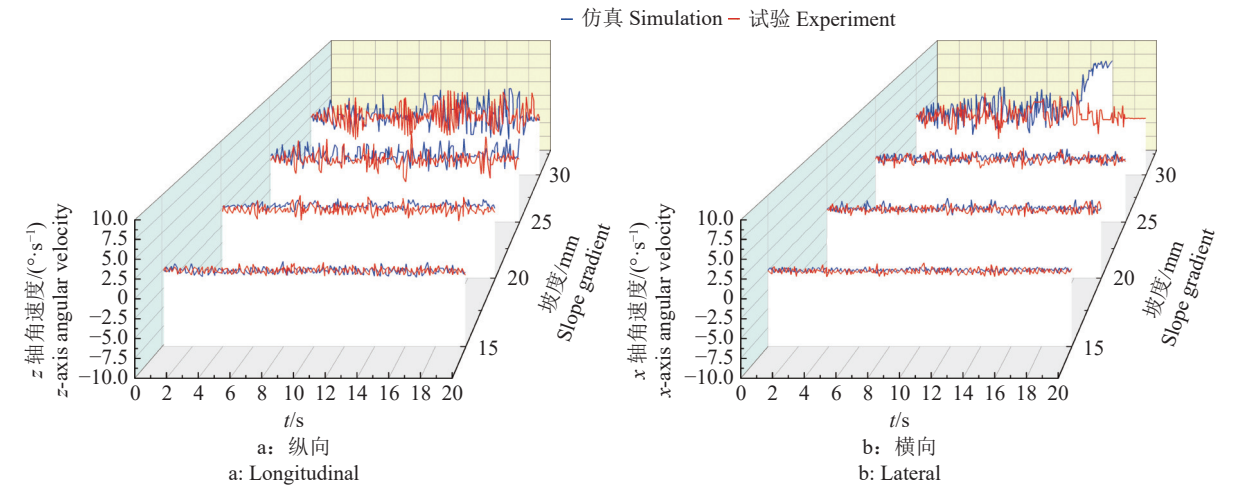 仿真 Simulation 试验 Experiment
10.0
7.5
5.0
2.5
0
−2.5
−5.0
−7.5
−10.0
z 轴角速度/(°·s⁻¹)
z-axis angular velocity
0 2 4 6 8 10 12 14 16 18 20
t/s
15
20
25
30
坡度/mm
Slope gradient
a：纵向
a: Longitudinal
10.0
7.5
5.0
2.5
0
−2.5
−5.0
−7.5
−10.0
x 轴角速度/(°·s⁻¹)
x-axis angular velocity
0 2 4 6 8 10 12 14 16 18 20
t/s
15
20
25
30
坡度/mm
Slope gradient
b：横向
b: Lateral